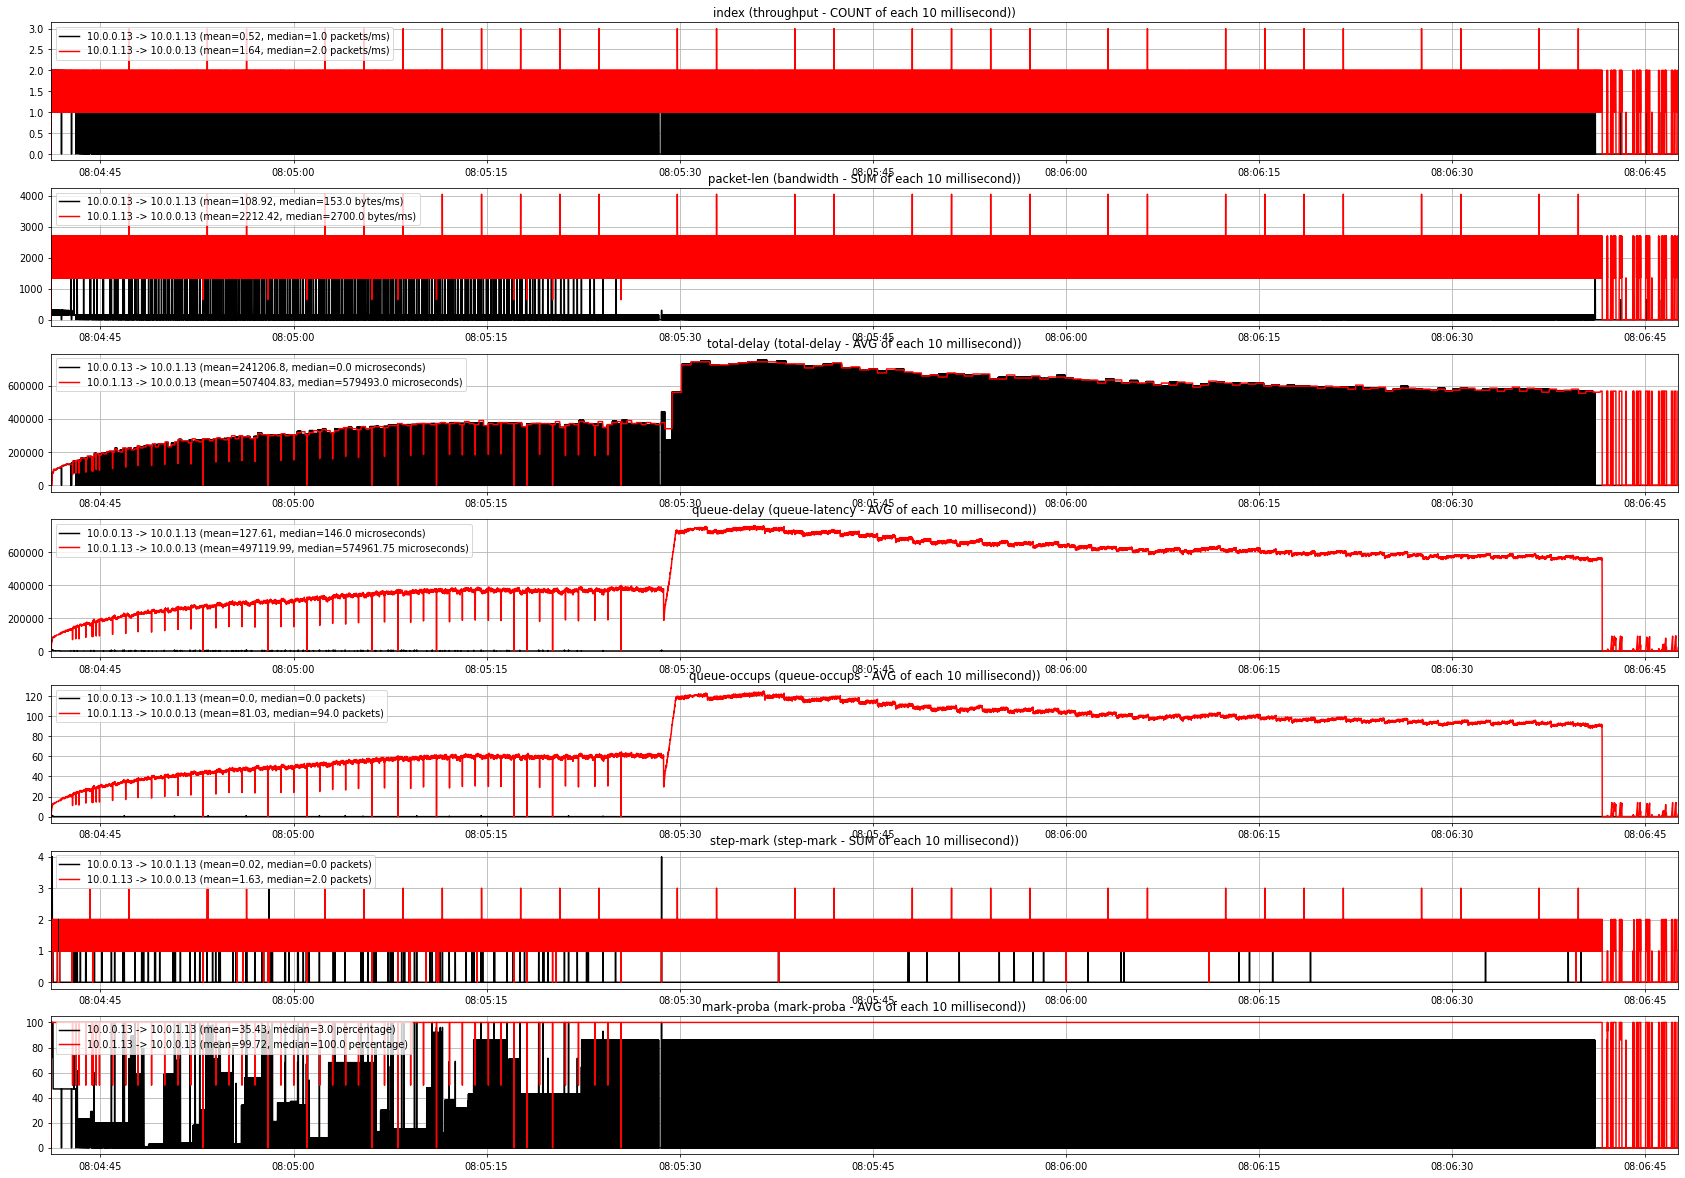 index (throughput - COUNT of each 10 millisecond))
3.0
2.5
2.0
1.5
1.0
0.5
0.0
10.0.0.13 -> 10.0.1.13 (mean=0.52, median=1.0 packets/ms)
10.0.1.13 -> 10.0.0.13 (mean=1.64, median=2.0 packets/ms)
08:04:45 08:05:00 08:05:15 08:05:30 08:05:45 08:06:00 08:06:15 08:06:30 08:06:45
packet-len (bandwidth - SUM of each 10 millisecond))
4000
3000
2000
1000
0
10.0.0.13 -> 10.0.1.13 (mean=108.92, median=153.0 bytes/ms)
10.0.1.13 -> 10.0.0.13 (mean=2212.42, median=2700.0 bytes/ms)
08:04:45 08:05:00 08:05:15 08:05:30 08:05:45 08:06:00 08:06:15 08:06:30 08:06:45
total-delay (total-delay - AVG of each 10 millisecond))
600000
400000
200000
0
10.0.0.13 -> 10.0.1.13 (mean=241206.8, median=0.0 microseconds)
10.0.1.13 -> 10.0.0.13 (mean=507404.83, median=579493.0 microseconds)
08:04:45 08:05:00 08:05:15 08:05:30 08:05:45 08:06:00 08:06:15 08:06:30 08:06:45
queue-delay (queue-latency - AVG of each 10 millisecond))
600000
400000
200000
0
10.0.0.13 -> 10.0.1.13 (mean=127.61, median=146.0 microseconds)
10.0.1.13 -> 10.0.0.13 (mean=497119.99, median=574961.75 microseconds)
08:04:45 08:05:00 08:05:15 08:05:30 08:05:45 08:06:00 08:06:15 08:06:30 08:06:45
queue-occups (queue-occups - AVG of each 10 millisecond))
120
100
80
60
40
20
0
10.0.0.13 -> 10.0.1.13 (mean=0.0, median=0.0 packets)
10.0.1.13 -> 10.0.0.13 (mean=81.03, median=94.0 packets)
08:04:45 08:05:00 08:05:15 08:05:30 08:05:45 08:06:00 08:06:15 08:06:30 08:06:45
step-mark (step-mark - SUM of each 10 millisecond))
4
3
2
1
0
10.0.0.13 -> 10.0.1.13 (mean=0.02, median=0.0 packets)
10.0.1.13 -> 10.0.0.13 (mean=1.63, median=2.0 packets)
08:04:45 08:05:00 08:05:15 08:05:30 08:05:45 08:06:00 08:06:15 08:06:30 08:06:45
mark-proba (mark-proba - AVG of each 10 millisecond))
100
80
60
40
20
0
10.0.0.13 -> 10.0.1.13 (mean=35.43, median=3.0 percentage)
10.0.1.13 -> 10.0.0.13 (mean=99.72, median=100.0 percentage)
08:04:45 08:05:00 08:05:15 08:05:30 08:05:45 08:06:00 08:06:15 08:06:30 08:06:45